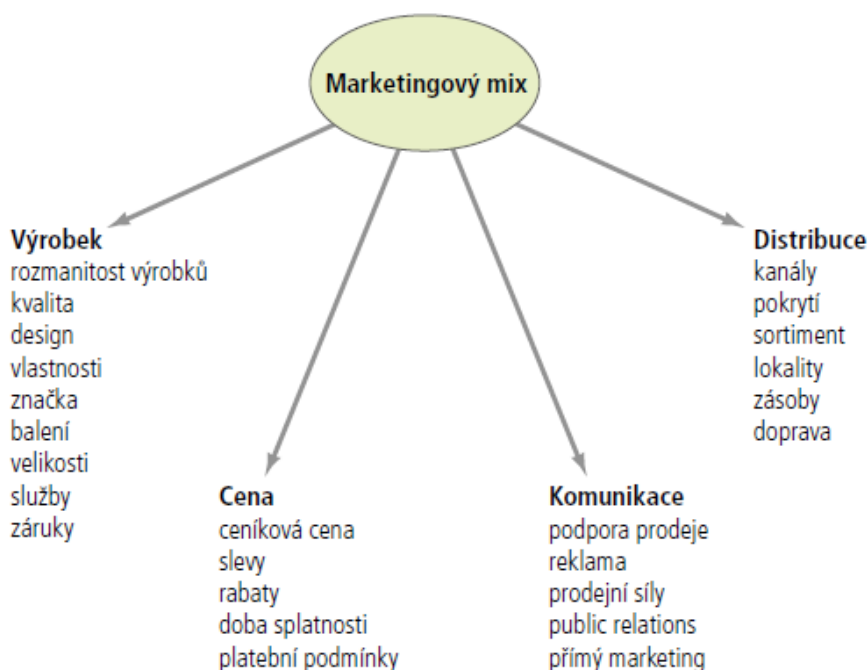 Marketingový mix
Výrobek
rozmanitost výrobků
kvalita
design
vlastnosti
značka
balení
velikosti
služby
záruky
Cena
ceníková cena
slevy
rabaty
doba splatnosti
platební podmínky
Komunikace
podpora prodeje
reklama
prodejní síly
public relations
přímý marketing
Distribuce
kanály
pokrytí
sortiment
lokality
zásoby
doprava